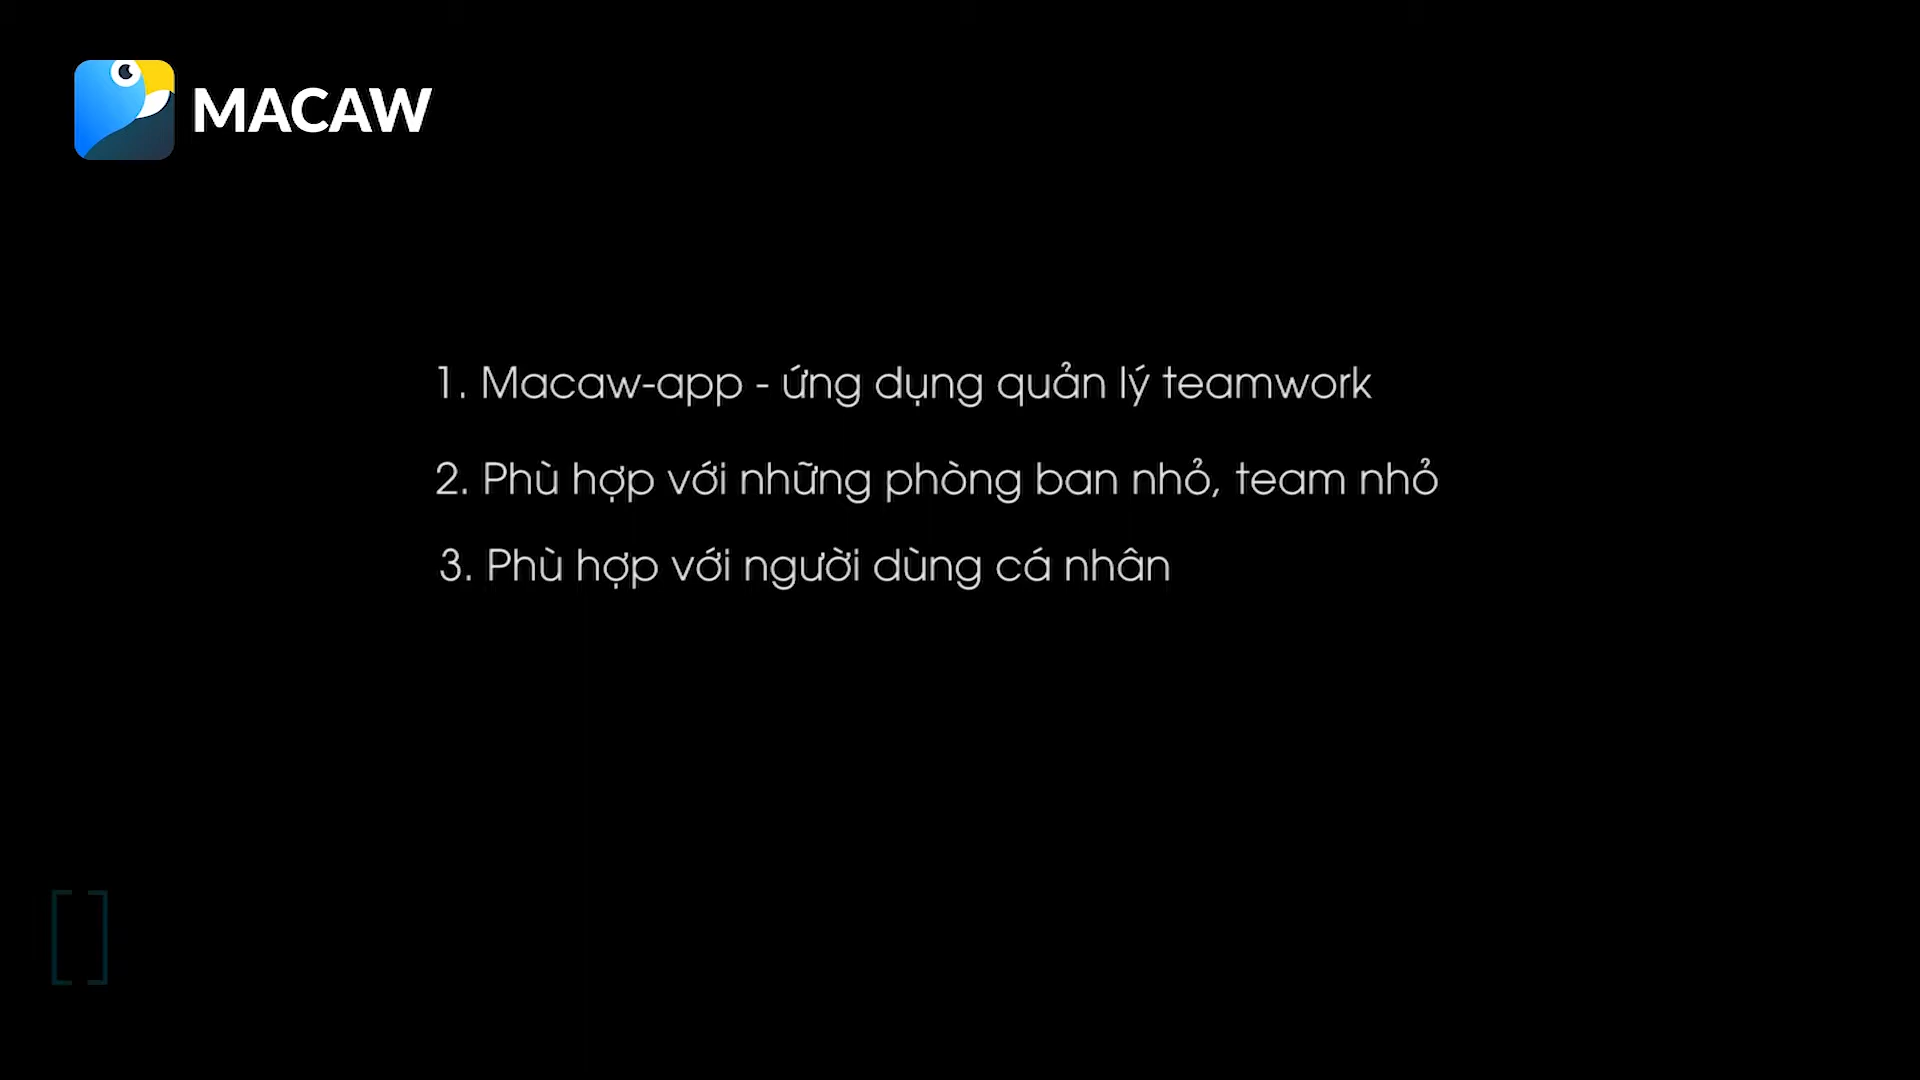 MACAW
1. Macaw-app - ứng dụng quản lý teamwork
2. Phù hợp với những phòng ban nhỏ, team nhỏ
3. Phù hợp với người dùng cá nhân
[ ]